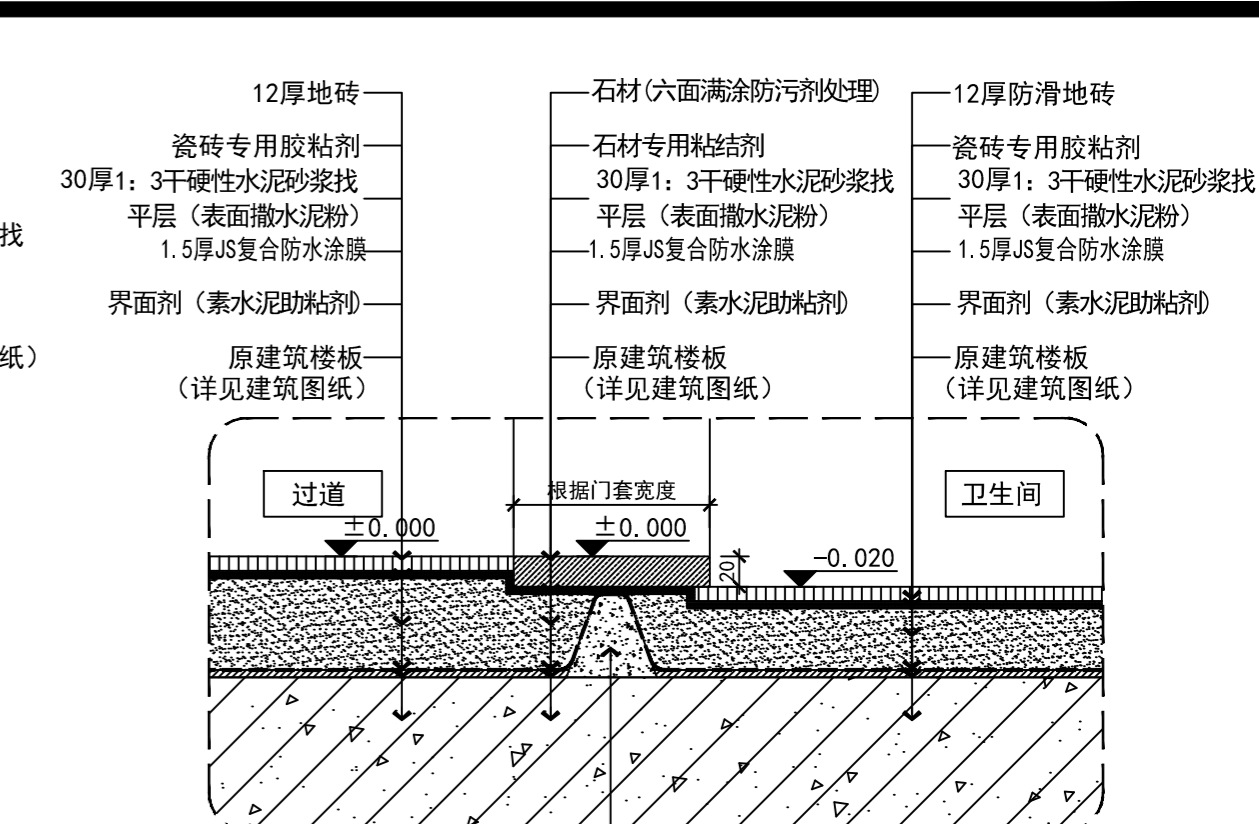 12厚地砖
瓷砖专用胶粘剂
30厚1：3干硬性水泥砂浆找
平层（表面撒水泥粉）
1.5厚JS复合防水涂膜
界面剂（素水泥助粘剂）
原建筑楼板
（详见建筑图纸）
找
纸）
石材(六面满涂防污剂处理)
石材专用粘结剂
30厚1：3干硬性水泥砂浆找
平层（表面撒水泥粉）
1.5厚JS复合防水涂膜
界面剂（素水泥助粘剂）
原建筑楼板
（详见建筑图纸）
12厚防滑地砖
瓷砖专用胶粘剂
30厚1：3干硬性水泥砂浆找
平层（表面撒水泥粉）
1.5厚JS复合防水涂膜
界面剂（素水泥助粘剂）
原建筑楼板
（详见建筑图纸）
过道
根据门套宽度
卫生间
±0.000
±0.000
20
-0.020